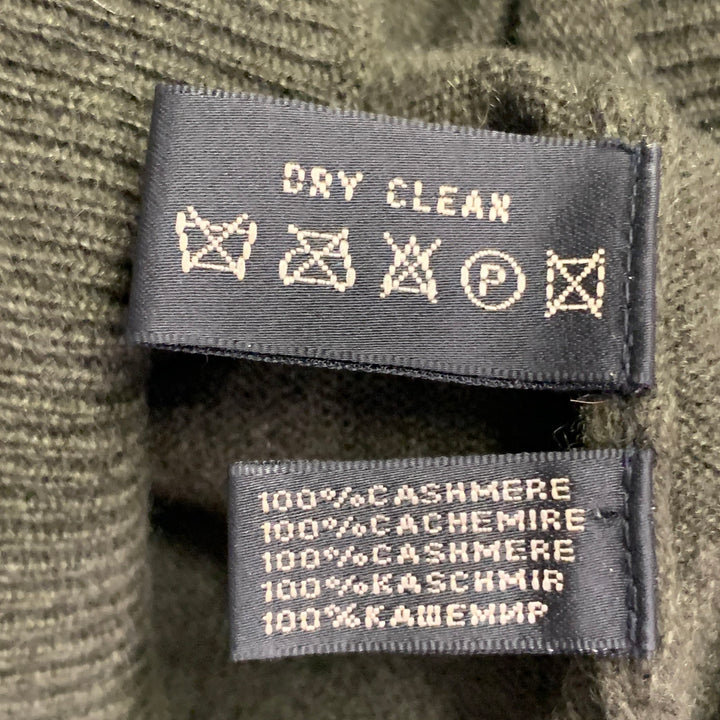 DRY CLEAN
P
100%CASHMERE
100%CACHEMIRE
100%CASHMERE
100%KASCHMIR
100%КАШЕМИР